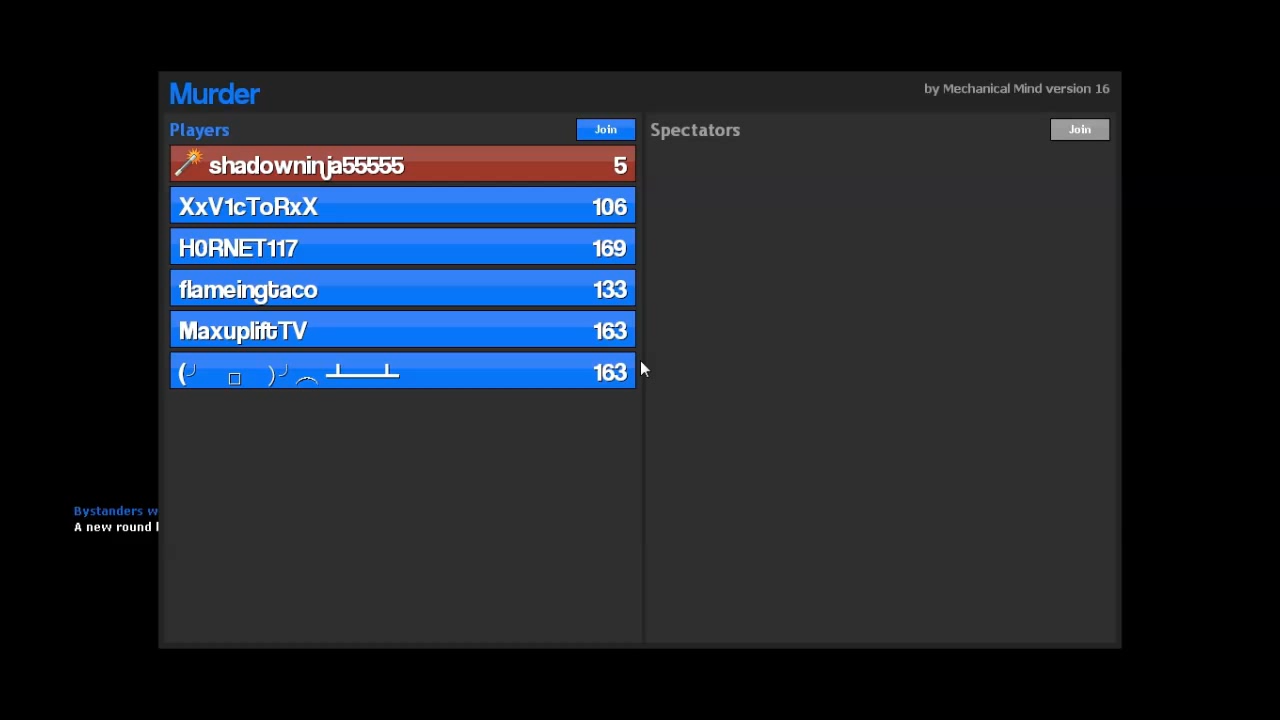 Murder
by Mechanical Mind version 16
Players
Join
Spectators
Join
shadowninja55555 5
XxV1cToRxX 106
H0RNET117 169
flameingtaco 133
MaxupliftTV 163
(╯ □ )╯︵ ┻━┻ 163
Bystanders w
A new round